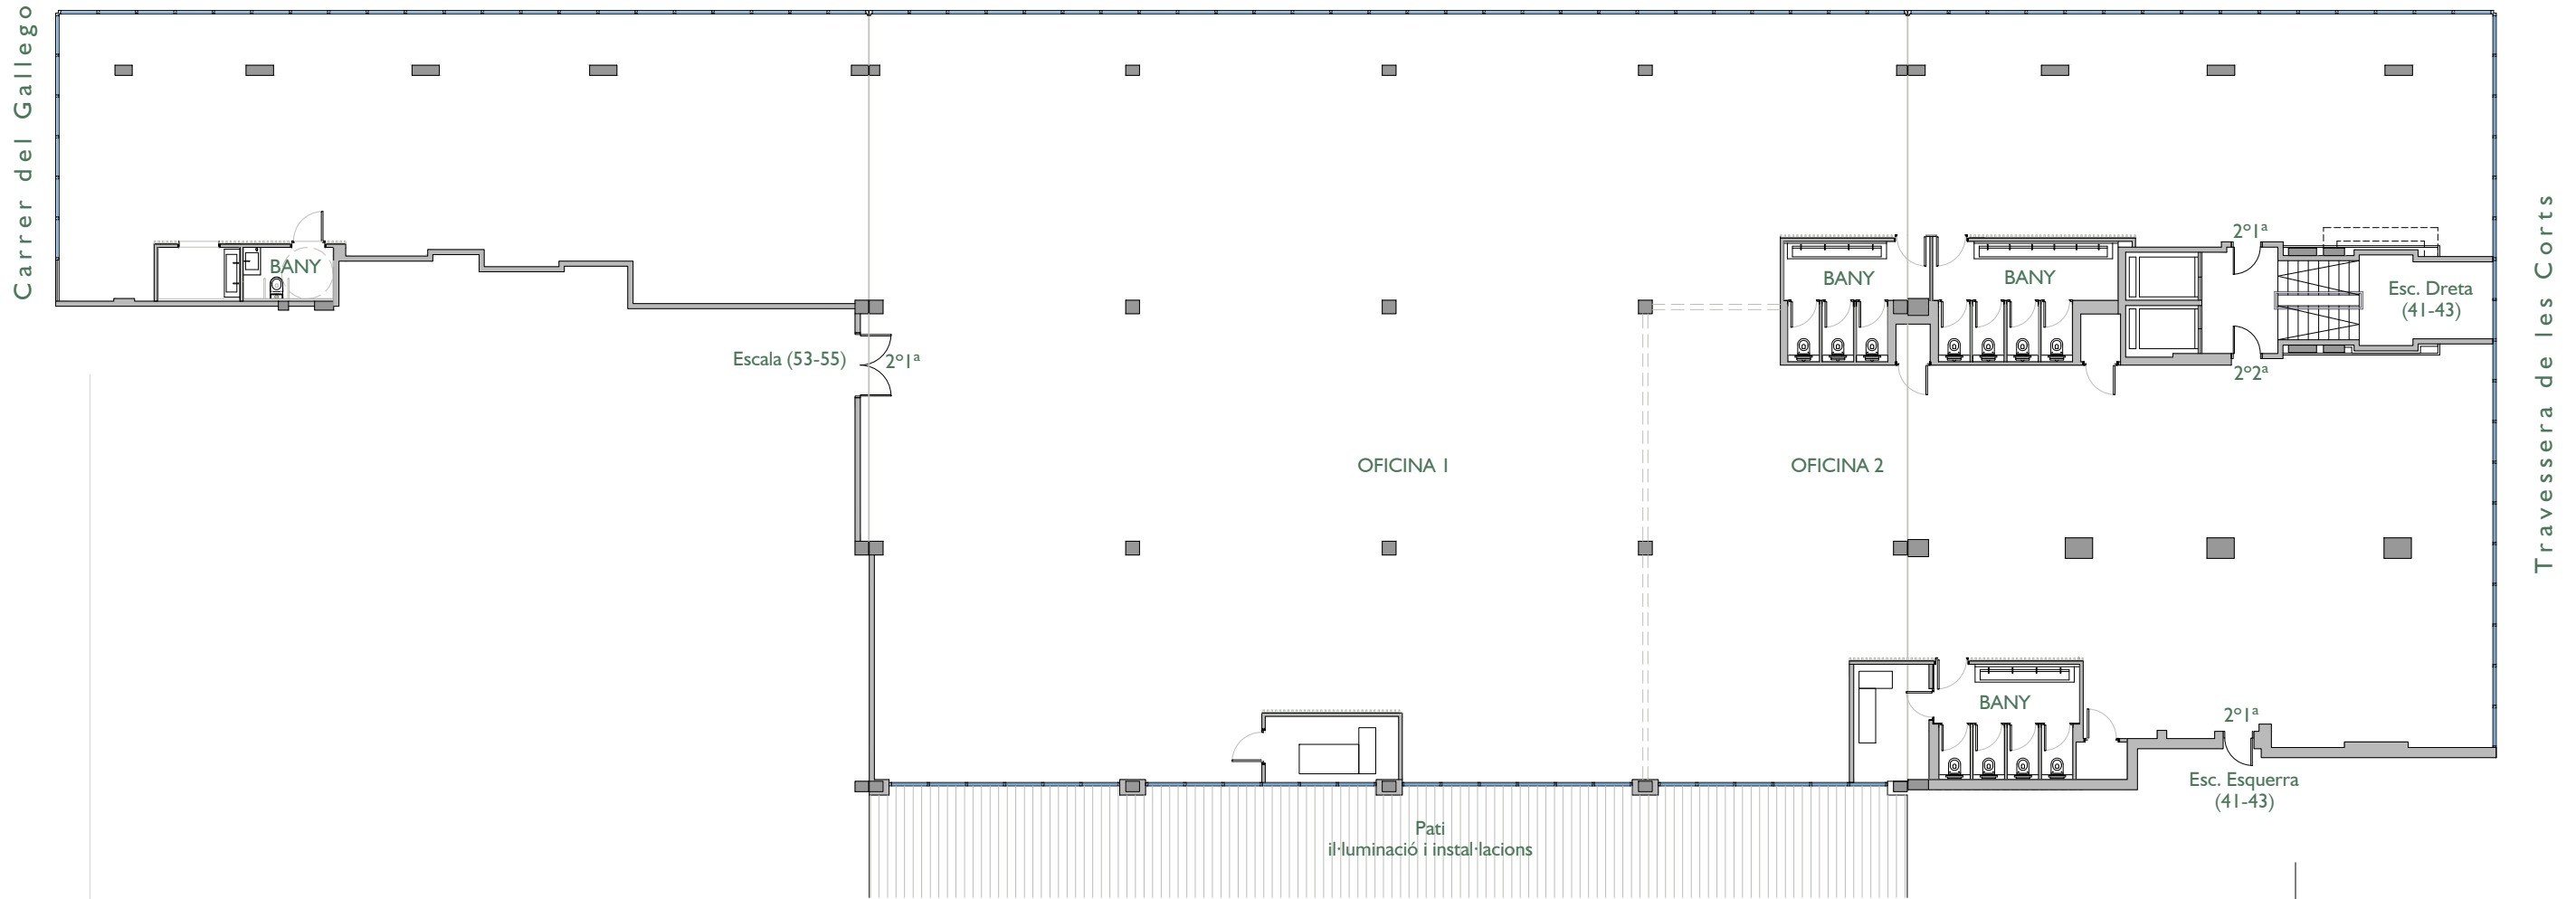 Carrer del Gallego
BANY
Escala (53-55)
2º1ª
OFICINA 1
OFICINA 2
BANY
BANY
2º1ª
Esc. Dreta
(41-43)
2º2ª
BANY
2º1ª
Esc. Esquerra
(41-43)
Pati
il·luminació i instal·lacions
Travessera de les Corts